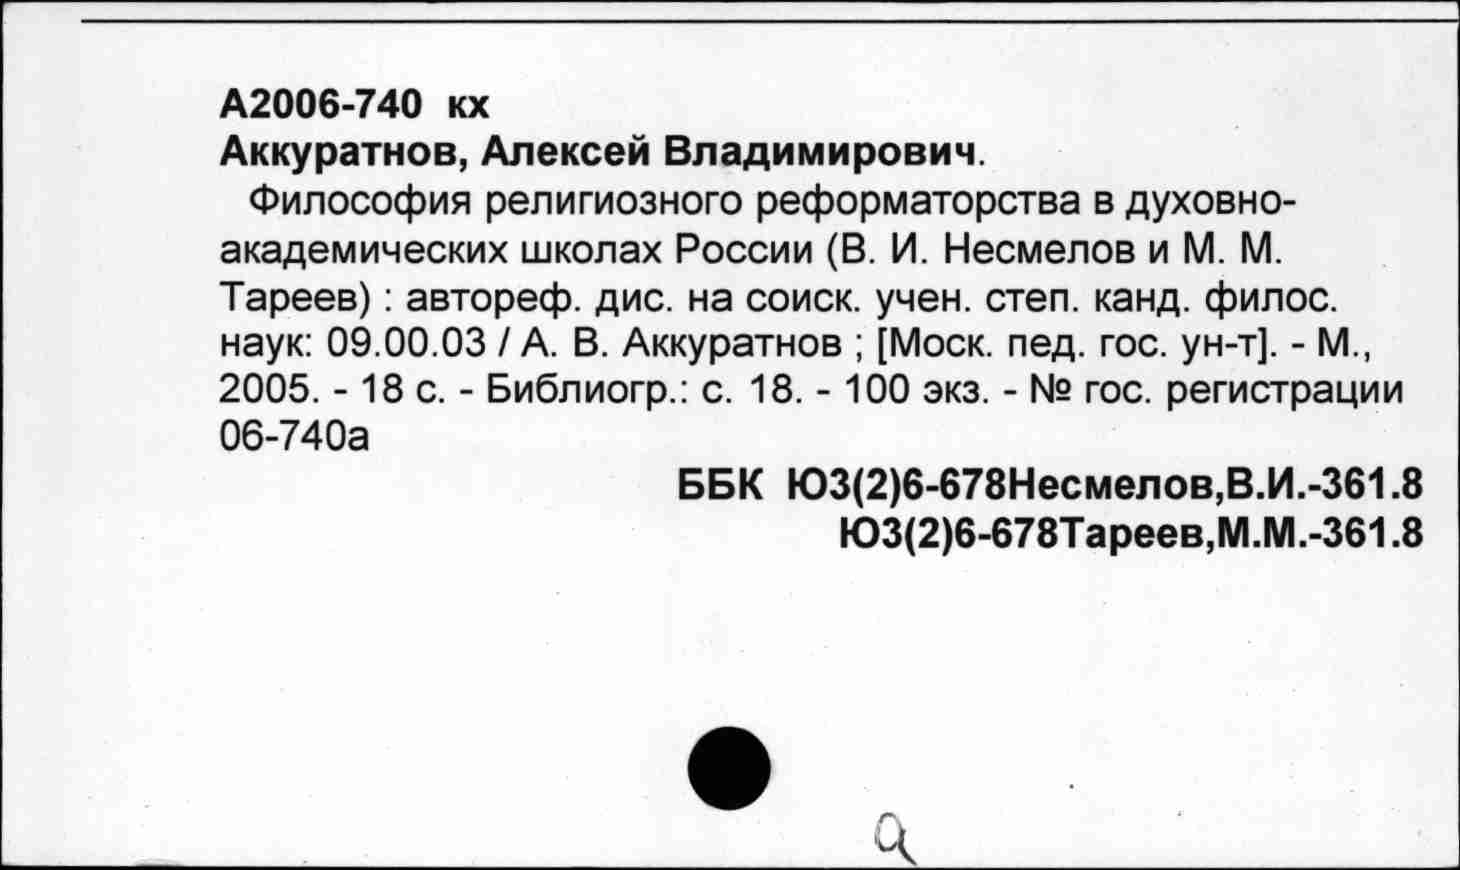 А2006-740 кх
Аккуратнов, Алексей Владимирович.
Философия религиозного реформаторства в духовно-
академических школах России (В. И. Несмелов и М. М.
Тареев) : автореф. дис. на соиск. учен. степ. канд. филос.
наук: 09.00.03 / А. В. Аккуратнов ; [Моск. пед. гос. ун-т]. - М.,
2005. - 18 с. - Библиогр.: с. 18. - 100 экз. - № гос. регистрации
06-740а
ББК Ю3(2)6-678Несмелов,В.И.-361.8
Ю3(2)6-678Тареев,М.М.-361.8